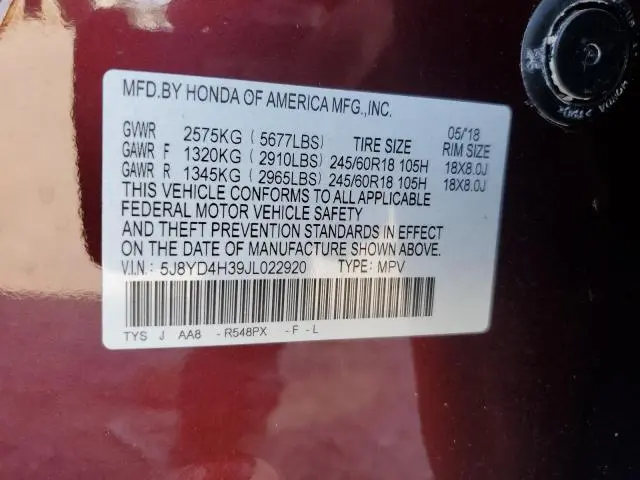 MFD.BY HONDA OF AMERICA MFG.,INC.
05/'18
GVWR 2575KG ( 5677LBS) TIRE SIZE RIM SIZE
GAWR F 1320KG ( 2910LBS) 245/60R18 105H 18X8.0J
GAWR R 1345KG ( 2965LBS) 245/60R18 105H 18X8.0J
THIS VEHICLE CONFORMS TO ALL APPLICABLE
FEDERAL MOTOR VEHICLE SAFETY
AND THEFT PREVENTION STANDARDS IN EFFECT
ON THE DATE OF MANUFACTURE SHOWN ABOVE.
V.I.N: 5J8YD4H39JL022920 TYPE: MPV
TYS J AA8 - R548PX - F - L
HONDA